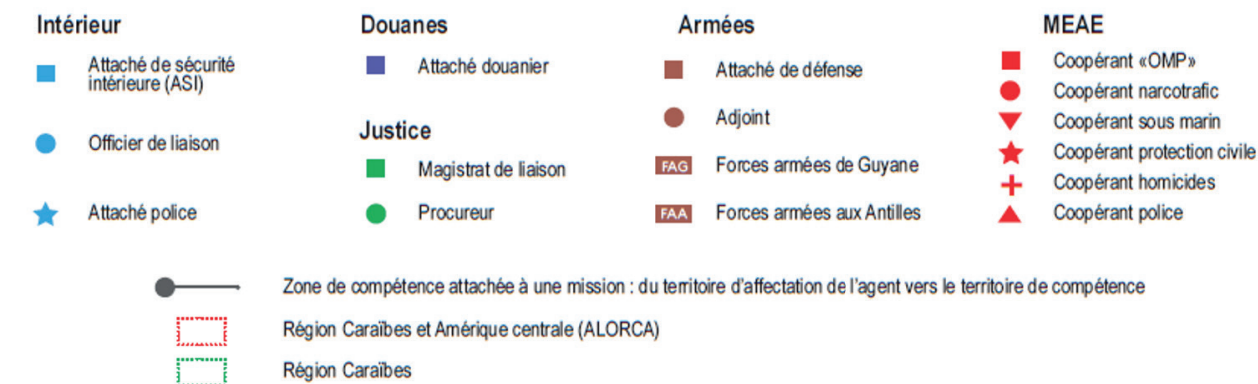 Intérieur
Attaché de sécurité
intérieure (ASI)
Officier de liaison
Attaché police
Douanes
Attaché douanier
Justice
Magistrat de liaison
Procureur
Armées
Attaché de défense
Adjoint
FAG Forces armées de Guyane
FAA Forces armées aux Antilles
MEAE
Coopérant «OMP»
Coopérant narcotrafic
Coopérant sous marin
Coopérant protection civile
Coopérant homicides
Coopérant police
Zone de compétence attachée à une mission : du territoire d'affectation de l'agent vers le territoire de compétence
Région Caraïbes et Amérique centrale (ALORCA)
Région Caraïbes